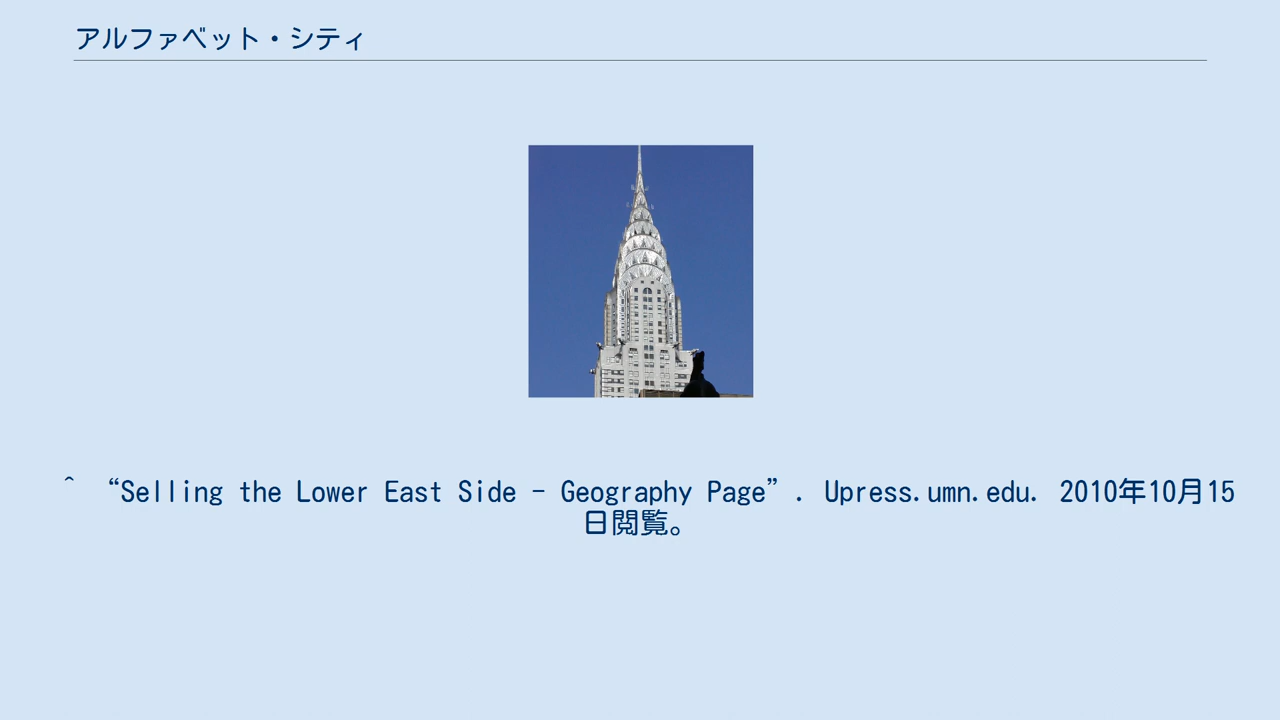 アルファベット・シティ
^ “Selling the Lower East Side - Geography Page”. Upress.umn.edu. 2010年10月15
日閲覧。